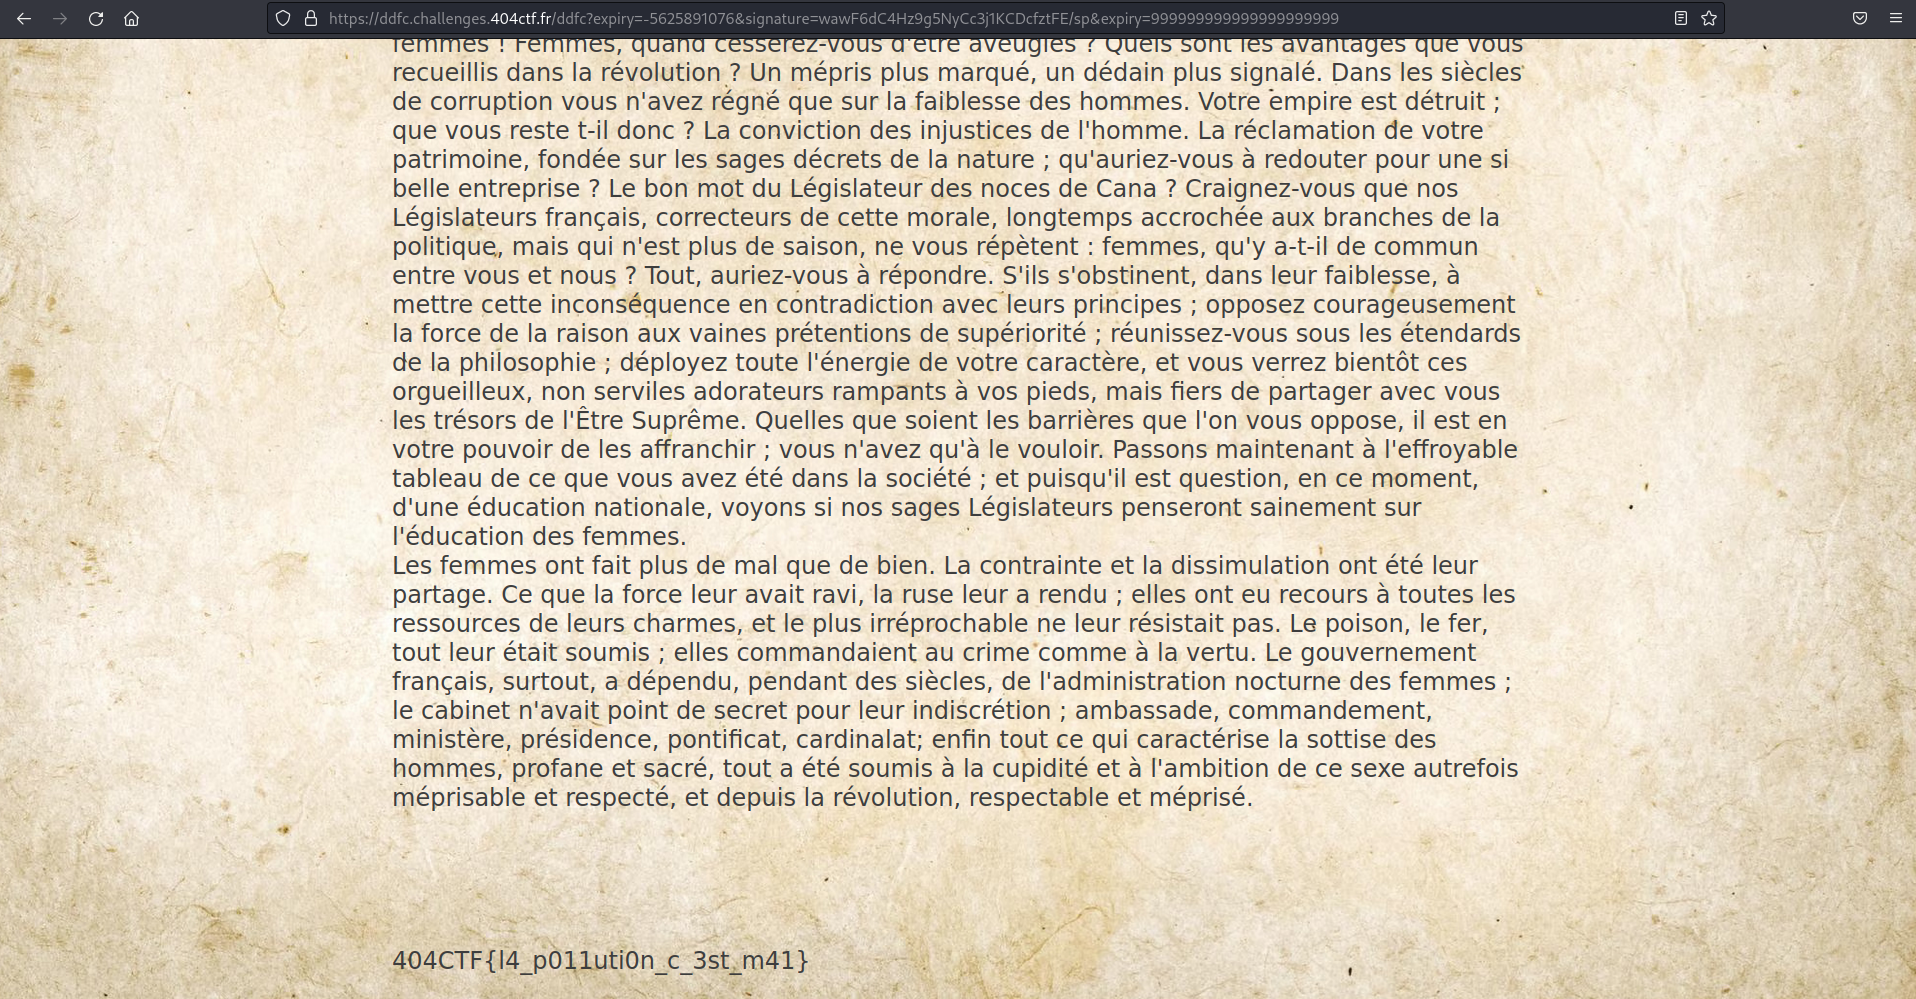 https://ddfc.challenges.404ctf.fr/ddfc?expiry=-5625891076&signature=wawF6dC4Hz9g5NyCc3j1KCDcfztFE/sp&expiry=999999999999999999999
femmes ! Femmes, quand cesserez-vous d'être aveugles ? Quels sont les avantages que vous
recueillis dans la révolution ? Un mépris plus marqué, un dédain plus signalé. Dans les siècles
de corruption vous n'avez régné que sur la faiblesse des hommes. Votre empire est détruit ;
que vous reste t-il donc ? La conviction des injustices de l'homme. La réclamation de votre
patrimoine, fondée sur les sages décrets de la nature ; qu'auriez-vous à redouter pour une si
belle entreprise ? Le bon mot du Législateur des noces de Cana ? Craignez-vous que nos
Législateurs français, correcteurs de cette morale, longtemps accrochée aux branches de la
politique, mais qui n'est plus de saison, ne vous répètent : femmes, qu'y a-t-il de commun
entre vous et nous ? Tout, auriez-vous à répondre. S'ils s'obstinent, dans leur faiblesse, à
mettre cette inconséquence en contradiction avec leurs principes ; opposez courageusement
la force de la raison aux vaines prétentions de supériorité ; réunissez-vous sous les étendards
de la philosophie ; déployez toute l'énergie de votre caractère, et vous verrez bientôt ces
orgueilleux, non serviles adorateurs rampants à vos pieds, mais fiers de partager avec vous
les trésors de l'Être Suprême. Quelles que soient les barrières que l'on vous oppose, il est en
votre pouvoir de les affranchir ; vous n'avez qu'à le vouloir. Passons maintenant à l'effroyable
tableau de ce que vous avez été dans la société ; et puisqu'il est question, en ce moment,
d'une éducation nationale, voyons si nos sages Législateurs penseront sainement sur
l'éducation des femmes.
Les femmes ont fait plus de mal que de bien. La contrainte et la dissimulation ont été leur
partage. Ce que la force leur avait ravi, la ruse leur a rendu ; elles ont eu recours à toutes les
ressources de leurs charmes, et le plus irréprochable ne leur résistait pas. Le poison, le fer,
tout leur était soumis ; elles commandaient au crime comme à la vertu. Le gouvernement
français, surtout, a dépendu, pendant des siècles, de l'administration nocturne des femmes ;
le cabinet n'avait point de secret pour leur indiscrétion ; ambassade, commandement,
ministère, présidence, pontificat, cardinalat; enfin tout ce qui caractérise la sottise des
hommes, profane et sacré, tout a été soumis à la cupidité et à l'ambition de ce sexe autrefois
méprisable et respecté, et depuis la révolution, respectable et méprisé.
404CTF{l4_p011uti0n_c_3st_m41}